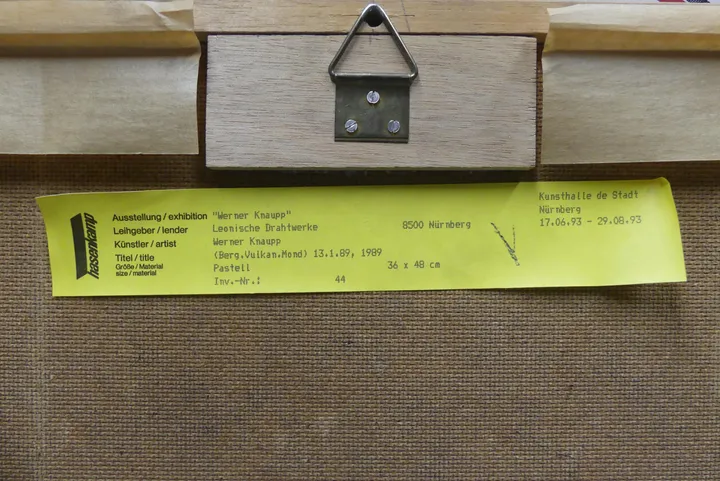 hasenkamp
Ausstellung / exhibition "Werner Knaupp"
Leihgeber / lender Leonische Drahtwerke 8500 Nürnberg
Künstler / artist Werner Knaupp
Titel / title (Berg.Vulkan.Mond) 13.1.89, 1989
Größe / Material Pastell 36 x 48 cm
size / material
Inv.-Nr.: 44
Kunsthalle de Stadt
Nürnberg
17.06.93 - 29.08.93